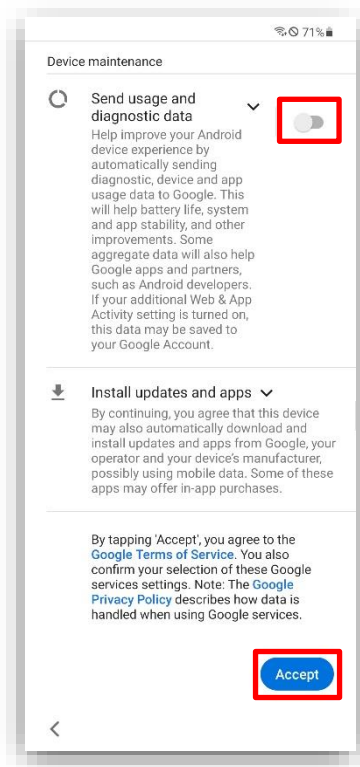 71%
Device maintenance
Send usage and
diagnostic data
Help improve your Android
device experience by
automatically sending
diagnostic, device and app
usage data to Google. This
will help battery life, system
and app stability, and other
improvements. Some
aggregate data will also help
Google apps and partners,
such as Android developers.
If your additional Web & App
Activity setting is turned on,
this data may be saved to
your Google Account.
Install updates and apps
By continuing, you agree that this device
may also automatically download and
install updates and apps from Google, your
operator and your device's manufacturer,
possibly using mobile data. Some of these
apps may offer in-app purchases.
By tapping 'Accept', you agree to the
Google Terms of Service. You also
confirm your selection of these Google
services settings. Note: The Google
Privacy Policy describes how data is
handled when using Google services.
Accept